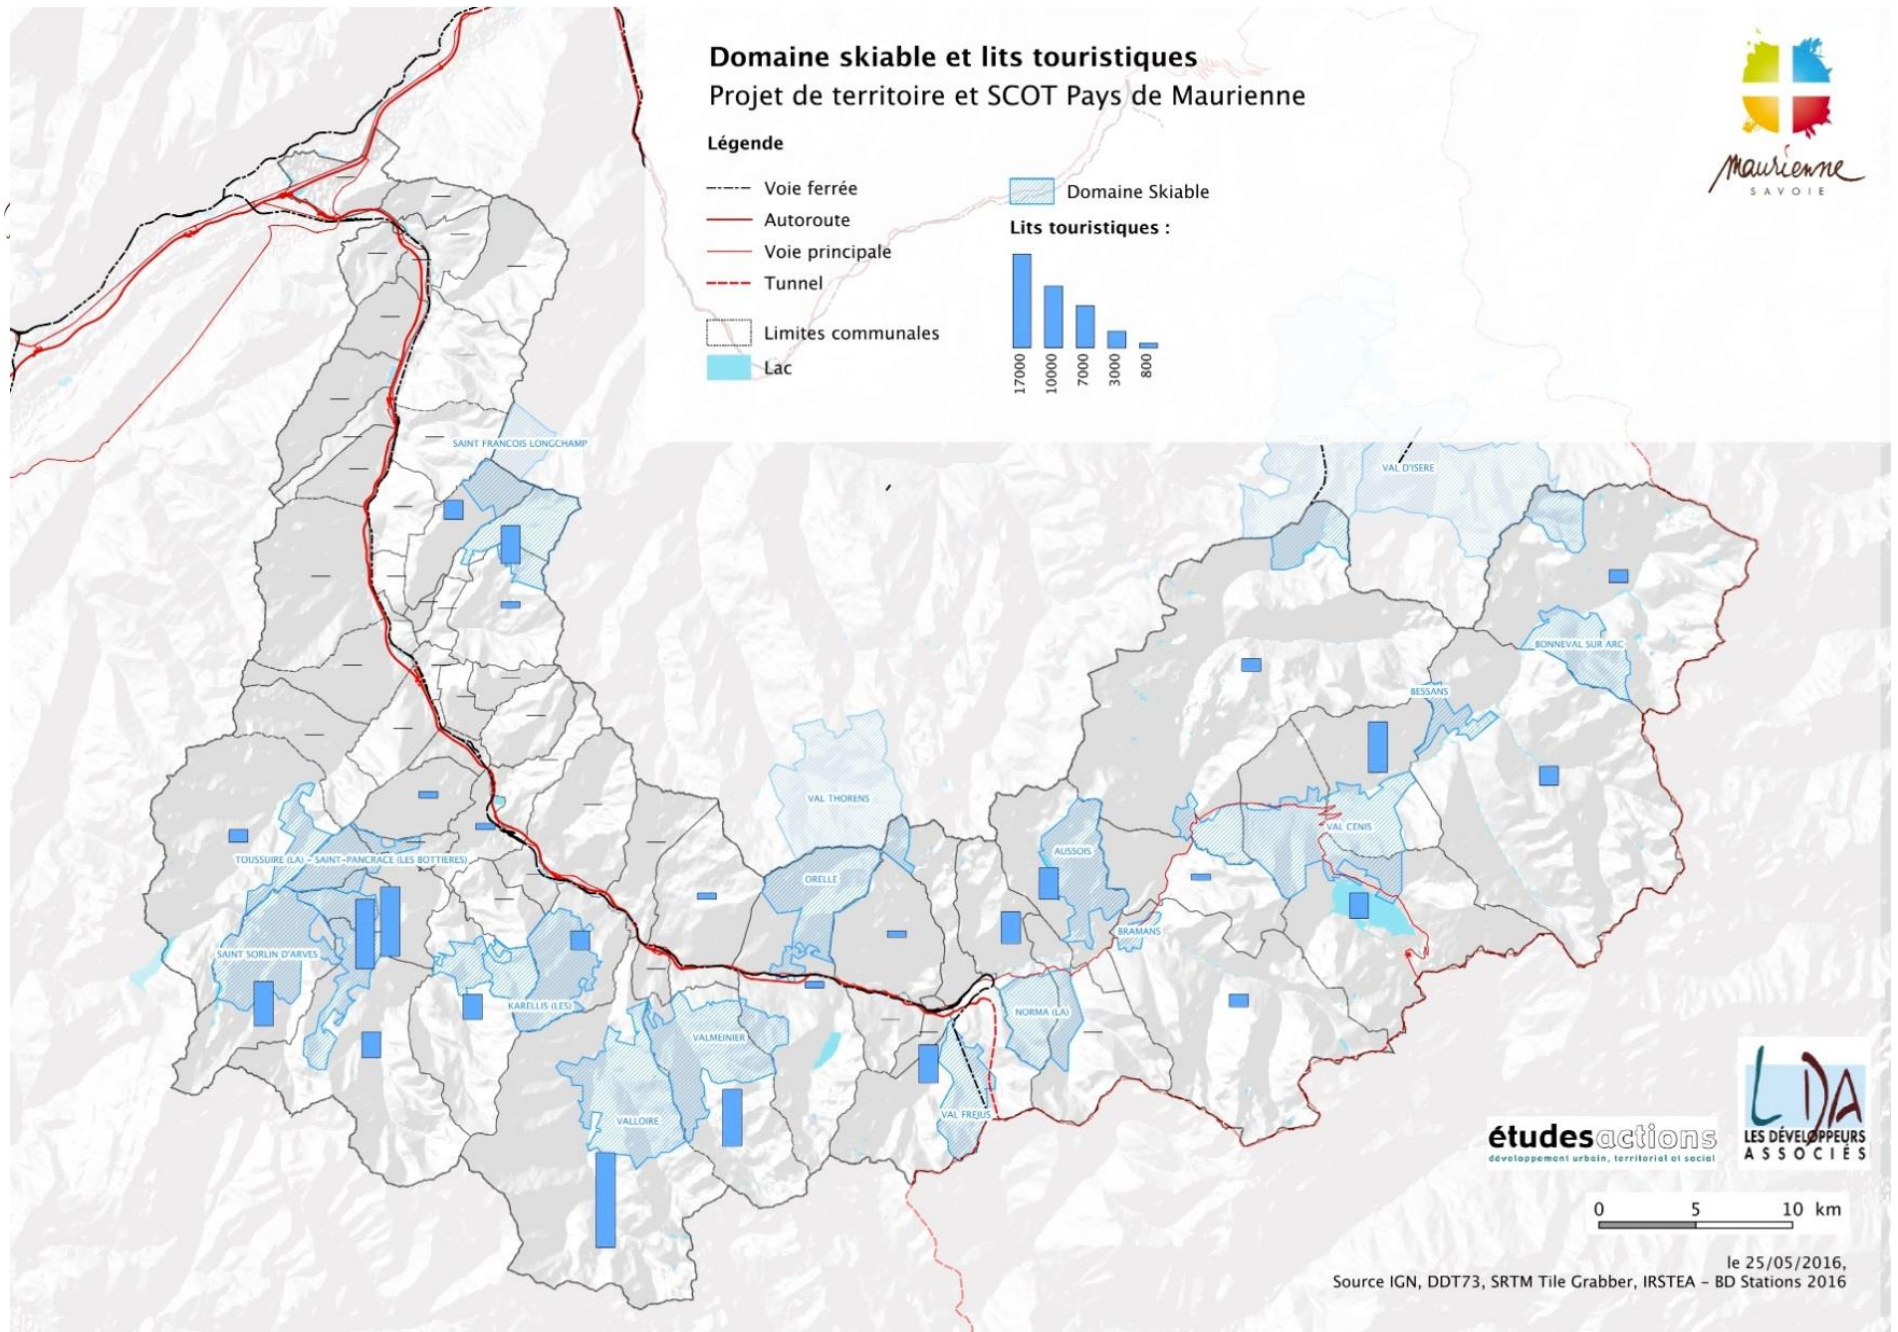 Domaine skiable et lits touristiques
Projet de territoire et SCOT Pays de Maurienne
Maurienne
SAVOIE
Légende
Voie ferrée
Autoroute
Voie principale
Tunnel
Limites communales
Lac
Domaine Skiable
Lits touristiques :
17000
10000
7000
3000
800
SAINT FRANCOIS LONGCHAMP
VAL D'ISERE
BONNEVAL SUR ARC
BESSANS
VAL THORENS
VAL CENIS
TOUSSUIRE (LA) - SAINT-PANCRACE (LES BOTTIERES)
AUSSOIS
ORELLE
BRAMANS
SAINT SORLIN D'ARVES
KARELLIS (LES)
NORMA (LA)
VALMEINIER
VAL FREJUS
VALLOIRE
étudesactions
développement urbain, territorial et social
LDA
LES DÉVELOPPEURS
ASSOCIÉS
0 5 10 km
le 25/05/2016,
Source IGN, DDT73, SRTM Tile Grabber, IRSTEA - BD Stations 2016